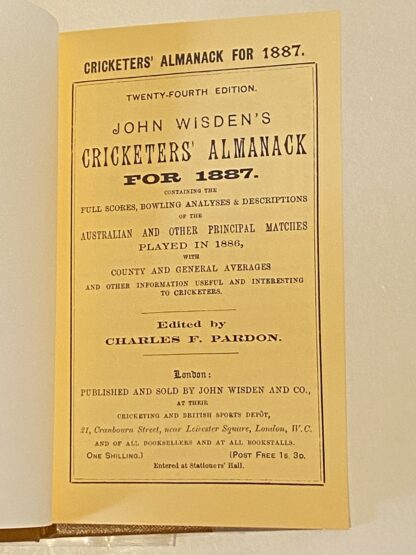 CRICKETERS' ALMANACK FOR 1887.
TWENTY-FOURTH EDITION.
JOHN WISDEN'S
CRICKETERS' ALMANACK
FOR 1887.
CONTAINING THE
FULL SCORES, BOWLING ANALYSES & DESCRIPTIONS
OF THE
AUSTRALIAN AND OTHER PRINCIPAL MATCHES
PLAYED IN 1886,
WITH
COUNTY AND GENERAL AVERAGES
AND OTHER INFORMATION USEFUL AND INTERESTING
TO CRICKETERS.
Edited by
CHARLES F. PARDON.
London:
PUBLISHED AND SOLD BY JOHN WISDEN AND CO.,
AT THEIR
CRICKETING AND BRITISH SPORTS DEPÔT,
21, Cranbourn Street, near Leicester Square, London, W.C.
AND OF ALL BOOKSELLERS AND AT ALL BOOKSTALLS.
ONE SHILLING.) (POST FREE 1s. 3D.
Entered at Stationers' Hall.